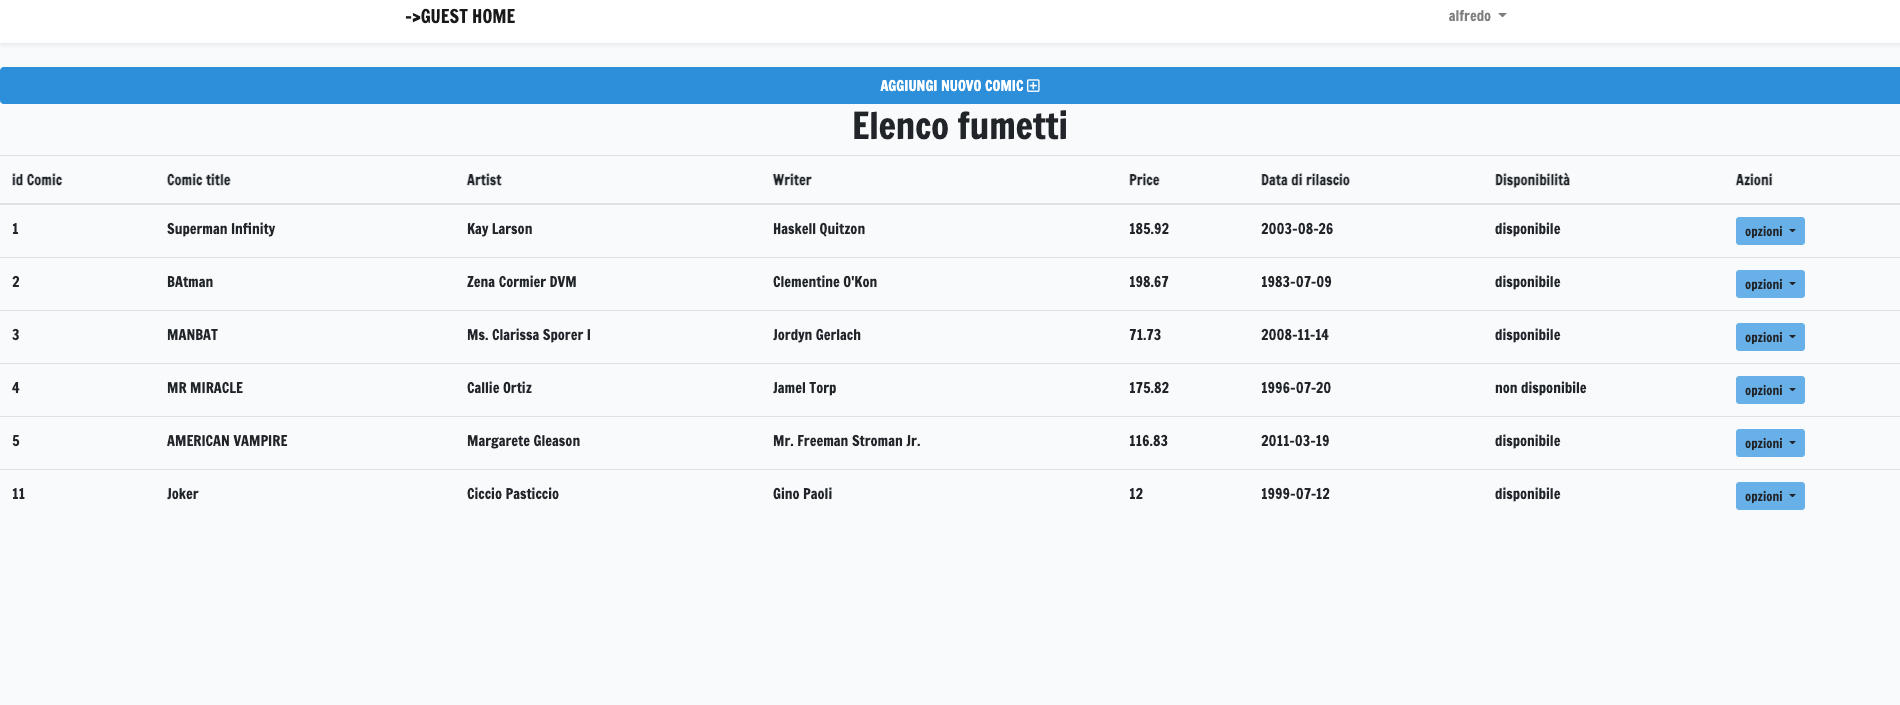 ->GUEST HOME alfredo
AGGIUNGI NUOVO COMIC
Elenco fumetti
id Comic Comic title Artist Writer Price Data di rilascio Disponibilità Azioni
1 Superman Infinity Kay Larson Haskell Quitzon 185.92 2003-08-26 disponibile opzioni
2 BAtman Zena Cormier DVM Clementine O'Kon 198.67 1983-07-09 disponibile opzioni
3 MANBAT Ms. Clarissa Sporer I Jordyn Gerlach 71.73 2008-11-14 disponibile opzioni
4 MR MIRACLE Callie Ortiz Jamel Torp 175.82 1996-07-20 non disponibile opzioni
5 AMERICAN VAMPIRE Margarete Gleason Mr. Freeman Stroman Jr. 116.83 2011-03-19 disponibile opzioni
11 Joker Ciccio Pasticcio Gino Paoli 12 1999-07-12 disponibile opzioni